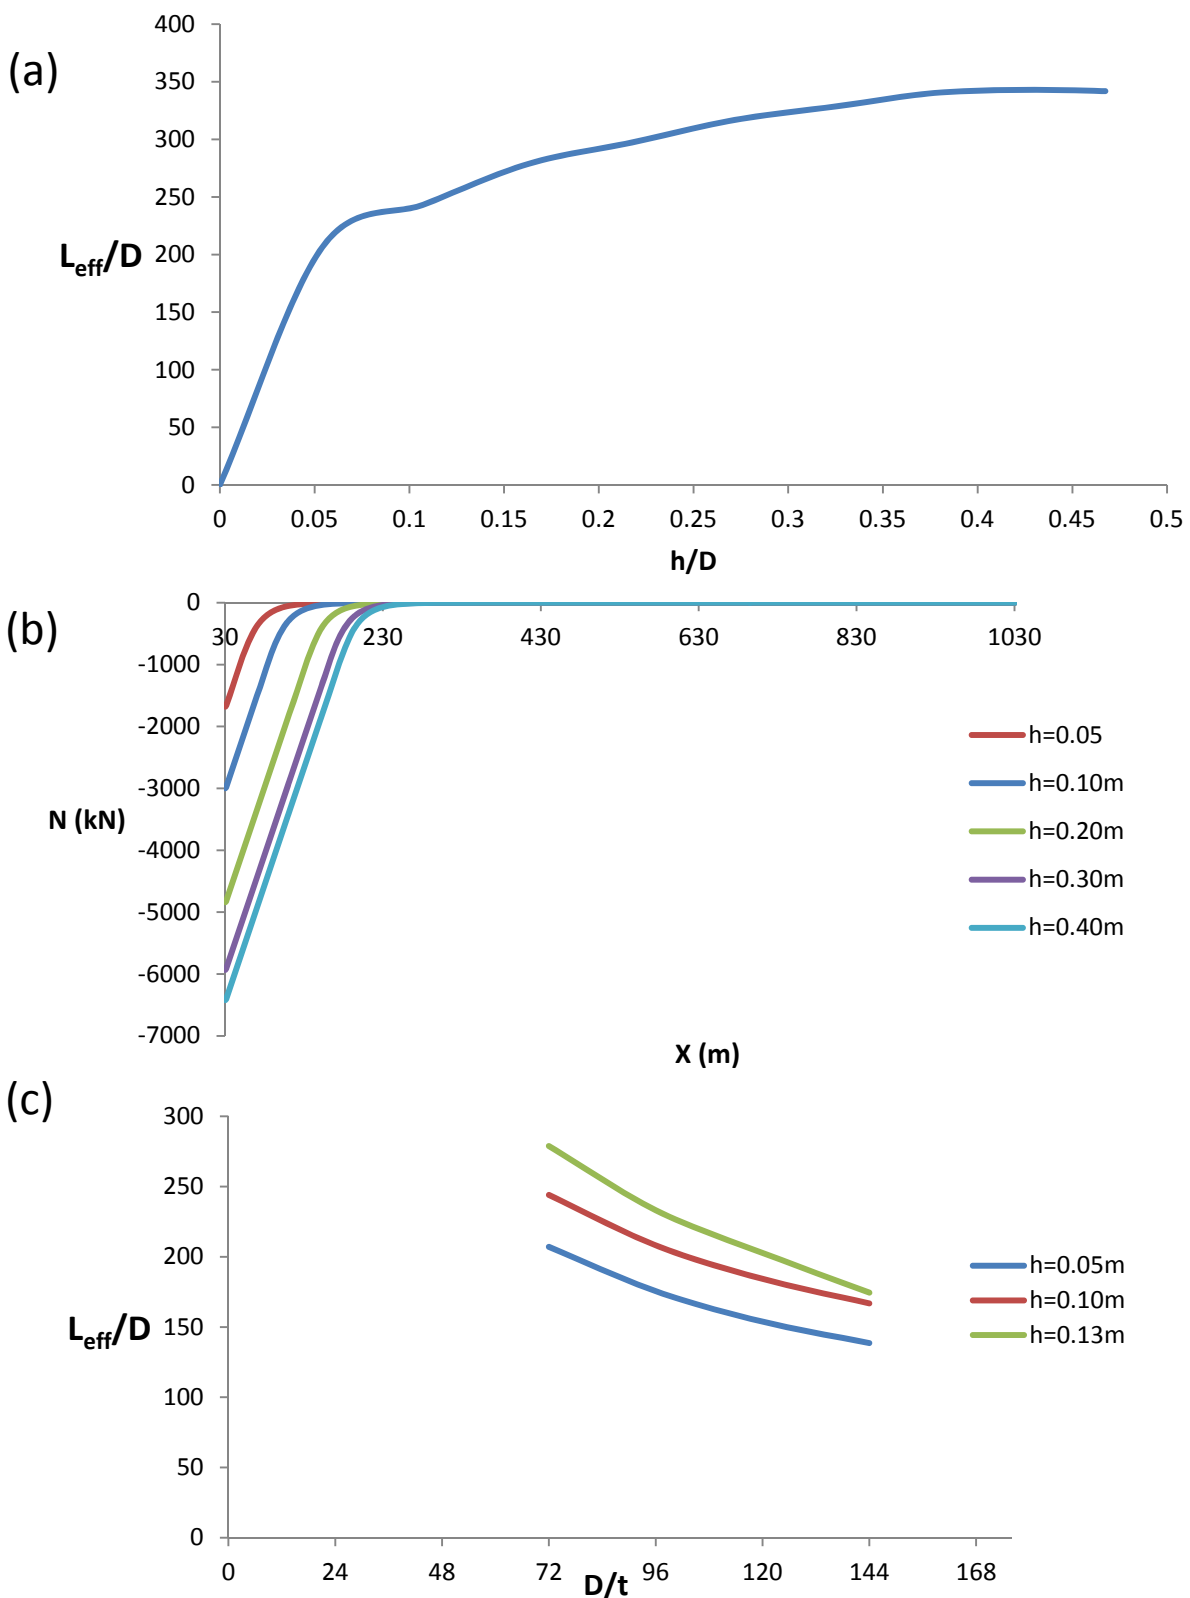 (a)
400
350
300
250
200
150
100
50
0
L_eff/D
0 0.05 0.1 0.15 0.2 0.25 0.3 0.35 0.4 0.45 0.5
h/D
(b)
0
-1000
-2000
-3000
-4000
-5000
-6000
-7000
N (kN)
30 230 430 630 830 1030
X (m)
h=0.05
h=0.10m
h=0.20m
h=0.30m
h=0.40m
(c)
300
250
200
150
100
50
0
L_eff/D
0 24 48 72 96 120 144 168
D/t
h=0.05m
h=0.10m
h=0.13m